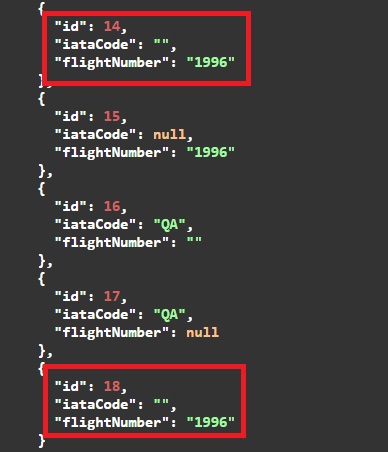 {
"id": 14,
"iataCode": "",
"flightNumber": "1996"
},
{
"id": 15,
"iataCode": null,
"flightNumber": "1996"
},
{
"id": 16,
"iataCode": "QA",
"flightNumber": ""
},
{
"id": 17,
"iataCode": "QA",
"flightNumber": null
},
{
"id": 18,
"iataCode": "",
"flightNumber": "1996"
}